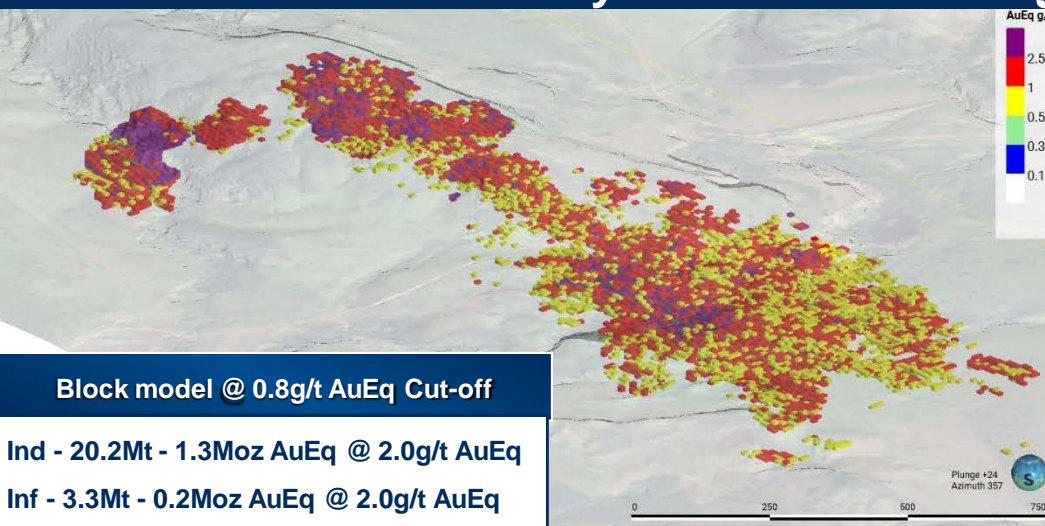 AuEq g/
2.5
1
0.5
0.3
0.1
Block model @ 0.8g/t AuEq Cut-off
Ind - 20.2Mt - 1.3Moz AuEq @ 2.0g/t AuEq
Inf - 3.3Mt - 0.2Moz AuEq @ 2.0g/t AuEq
Plunge +24
Azimuth 357
S
0
250
500
750